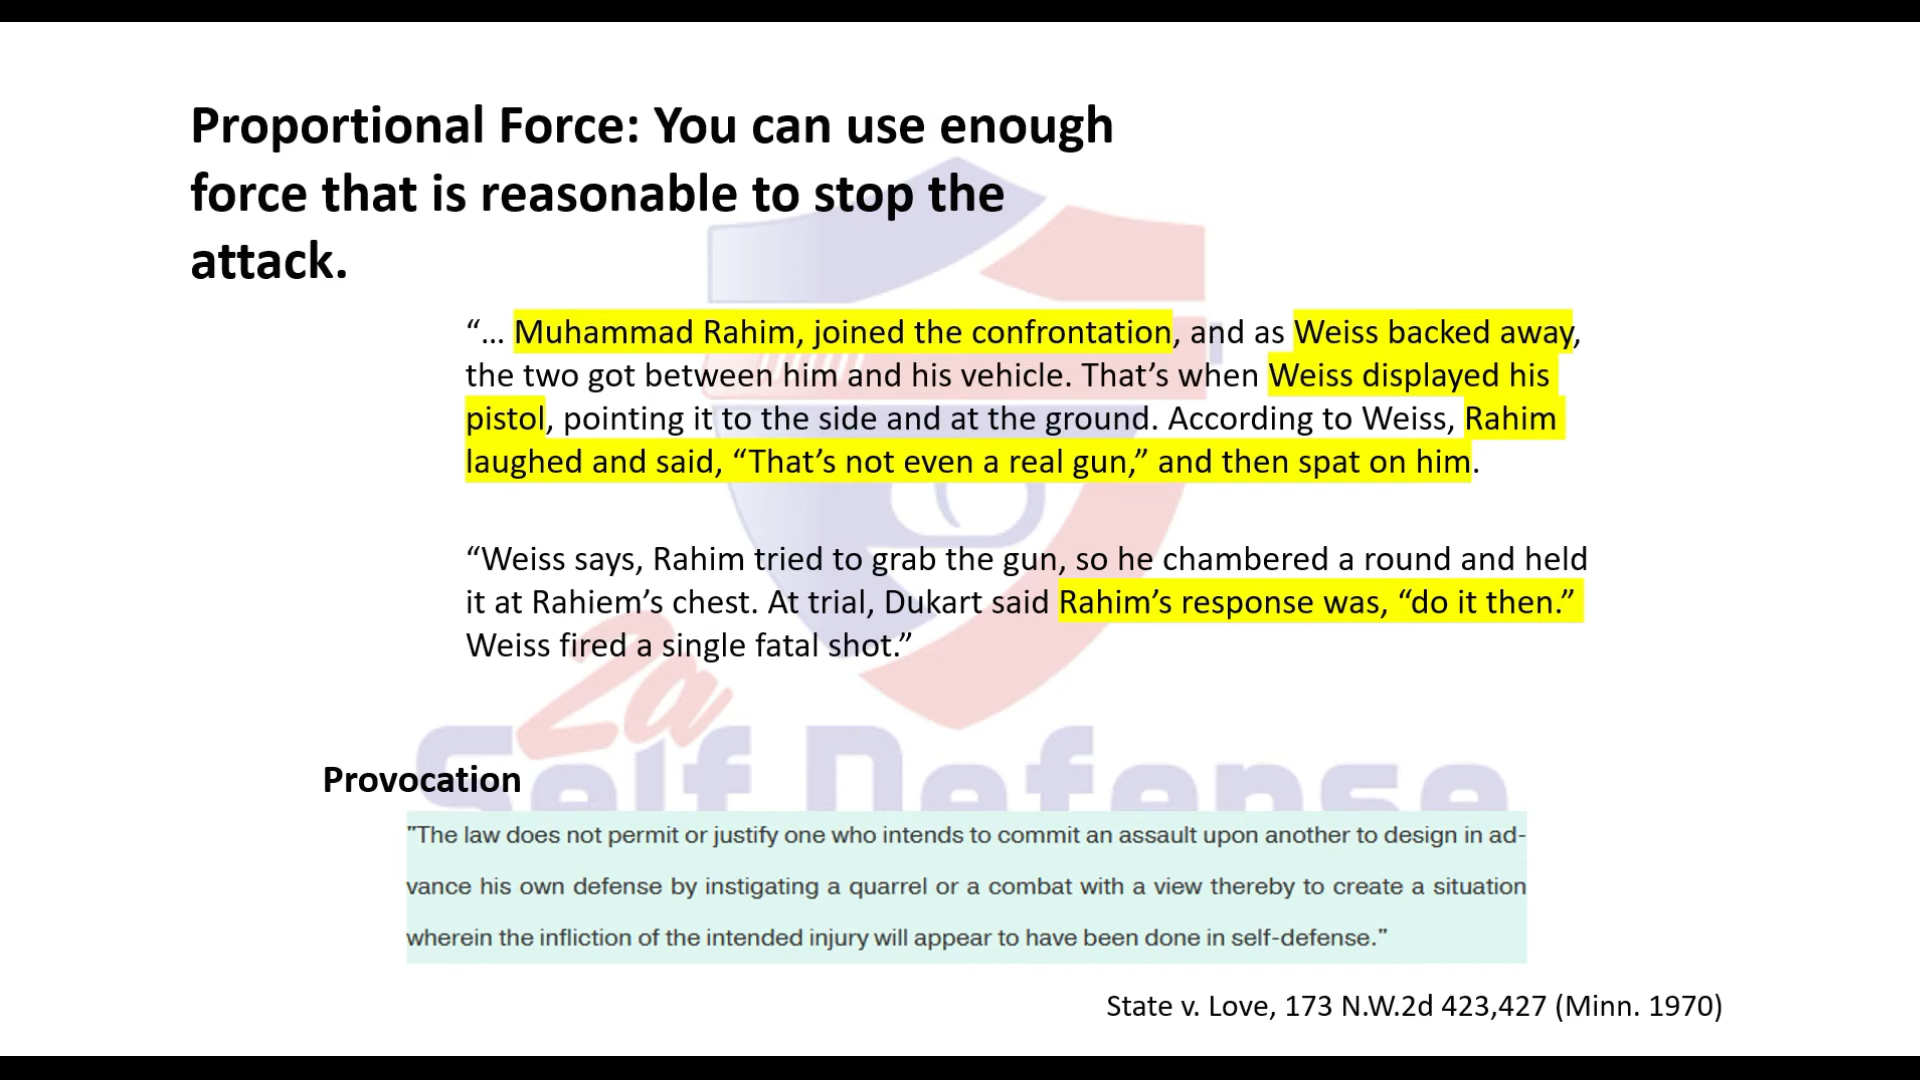 Proportional Force: You can use enough
force that is reasonable to stop the
attack.
“... Muhammad Rahim, joined the confrontation, and as Weiss backed away,
the two got between him and his vehicle. That’s when Weiss displayed his
pistol, pointing it to the side and at the ground. According to Weiss, Rahim
laughed and said, “That’s not even a real gun,” and then spat on him.
“Weiss says, Rahim tried to grab the gun, so he chambered a round and held
it at Rahiem’s chest. At trial, Dukart said Rahim’s response was, “do it then.”
Weiss fired a single fatal shot.”
2a
Self Defense
Provocation
"The law does not permit or justify one who intends to commit an assault upon another to design in ad-
vance his own defense by instigating a quarrel or a combat with a view thereby to create a situation
wherein the infliction of the intended injury will appear to have been done in self-defense.”
State v. Love, 173 N.W.2d 423,427 (Minn. 1970)